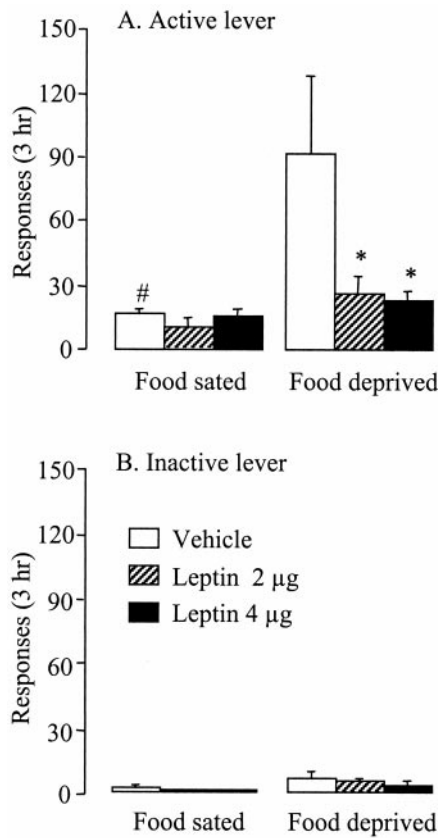 A. Active lever
150
120
90
60
30
0
Responses (3 hr)
#
*
*
Food sated
Food deprived
B. Inactive lever
150
120
90
60
30
0
Responses (3 hr)
Vehicle
Leptin 2 µg
Leptin 4 µg
Food sated
Food deprived